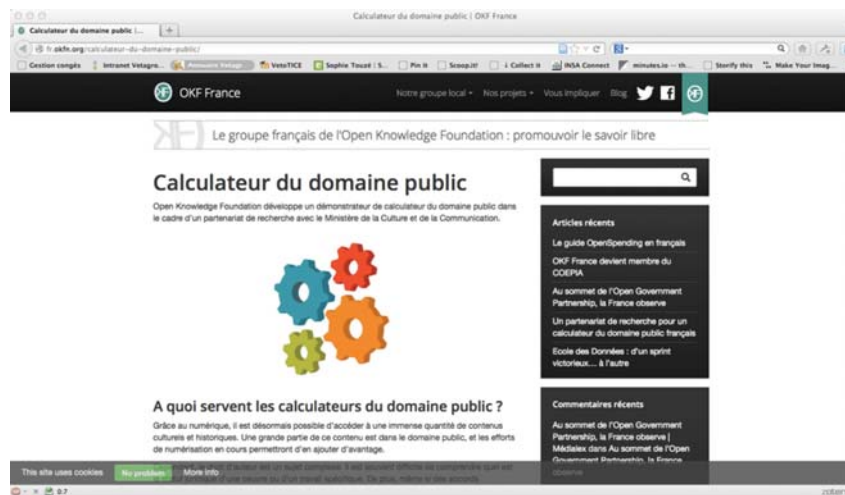 Calculateur du domaine public | OKF France
Calculateur du domaine public |...
fr.okfn.org/calculateur-du-domaine-public/
Gestion congés Intranet Vetagro... VetoTICE Sophie Touzé | S... Pin It Scoop.it! i Collect it INSA Connect minutes.io — th... Storify this Make Your Imag...
OKF France
Notre groupe local Nos projets Vous impliquer Blog
Le groupe français de l'Open Knowledge Foundation : promouvoir le savoir libre
Calculateur du domaine public
Open Knowledge Foundation développe un démonstrateur de calculateur du domaine public dans
le cadre d'un partenariat de recherche avec le Ministère de la Culture et de la Communication.
A quoi servent les calculateurs du domaine public ?
Grâce au numérique, il est désormais possible d'accéder à une immense quantité de contenus
culturels et historiques. Une grande partie de ce contenu est dans le domaine public, et les efforts
de numérisation en cours permettront d'en ajouter d'avantage.
Articles récents
Le guide OpenSpending en français
OKF France devient membre du
COEPIA
Au sommet de l'Open Government
Partnership, la France observe
Un partenariat de recherche pour un
calculateur du domaine public français
Ecole des Données : d'un sprint
victorieux... à l'autre
Commentaires récents
Au sommet de l'Open Government
Partnership, la France observe |
Médialex dans Au sommet de l'Open
Government Partnership, la France
observe
This site uses cookies No problem More info
0.7
zotero